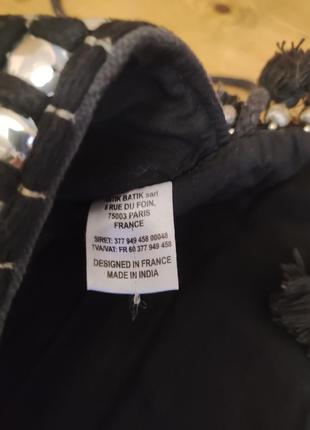 BATIK sarl
8 RUE DU FOIN,
75003 PARIS
FRANCE
SIRET: 377 949 458 00048
TVA/VAT: FR 60 377 949 458
DESIGNED IN FRANCE
MADE IN INDIA